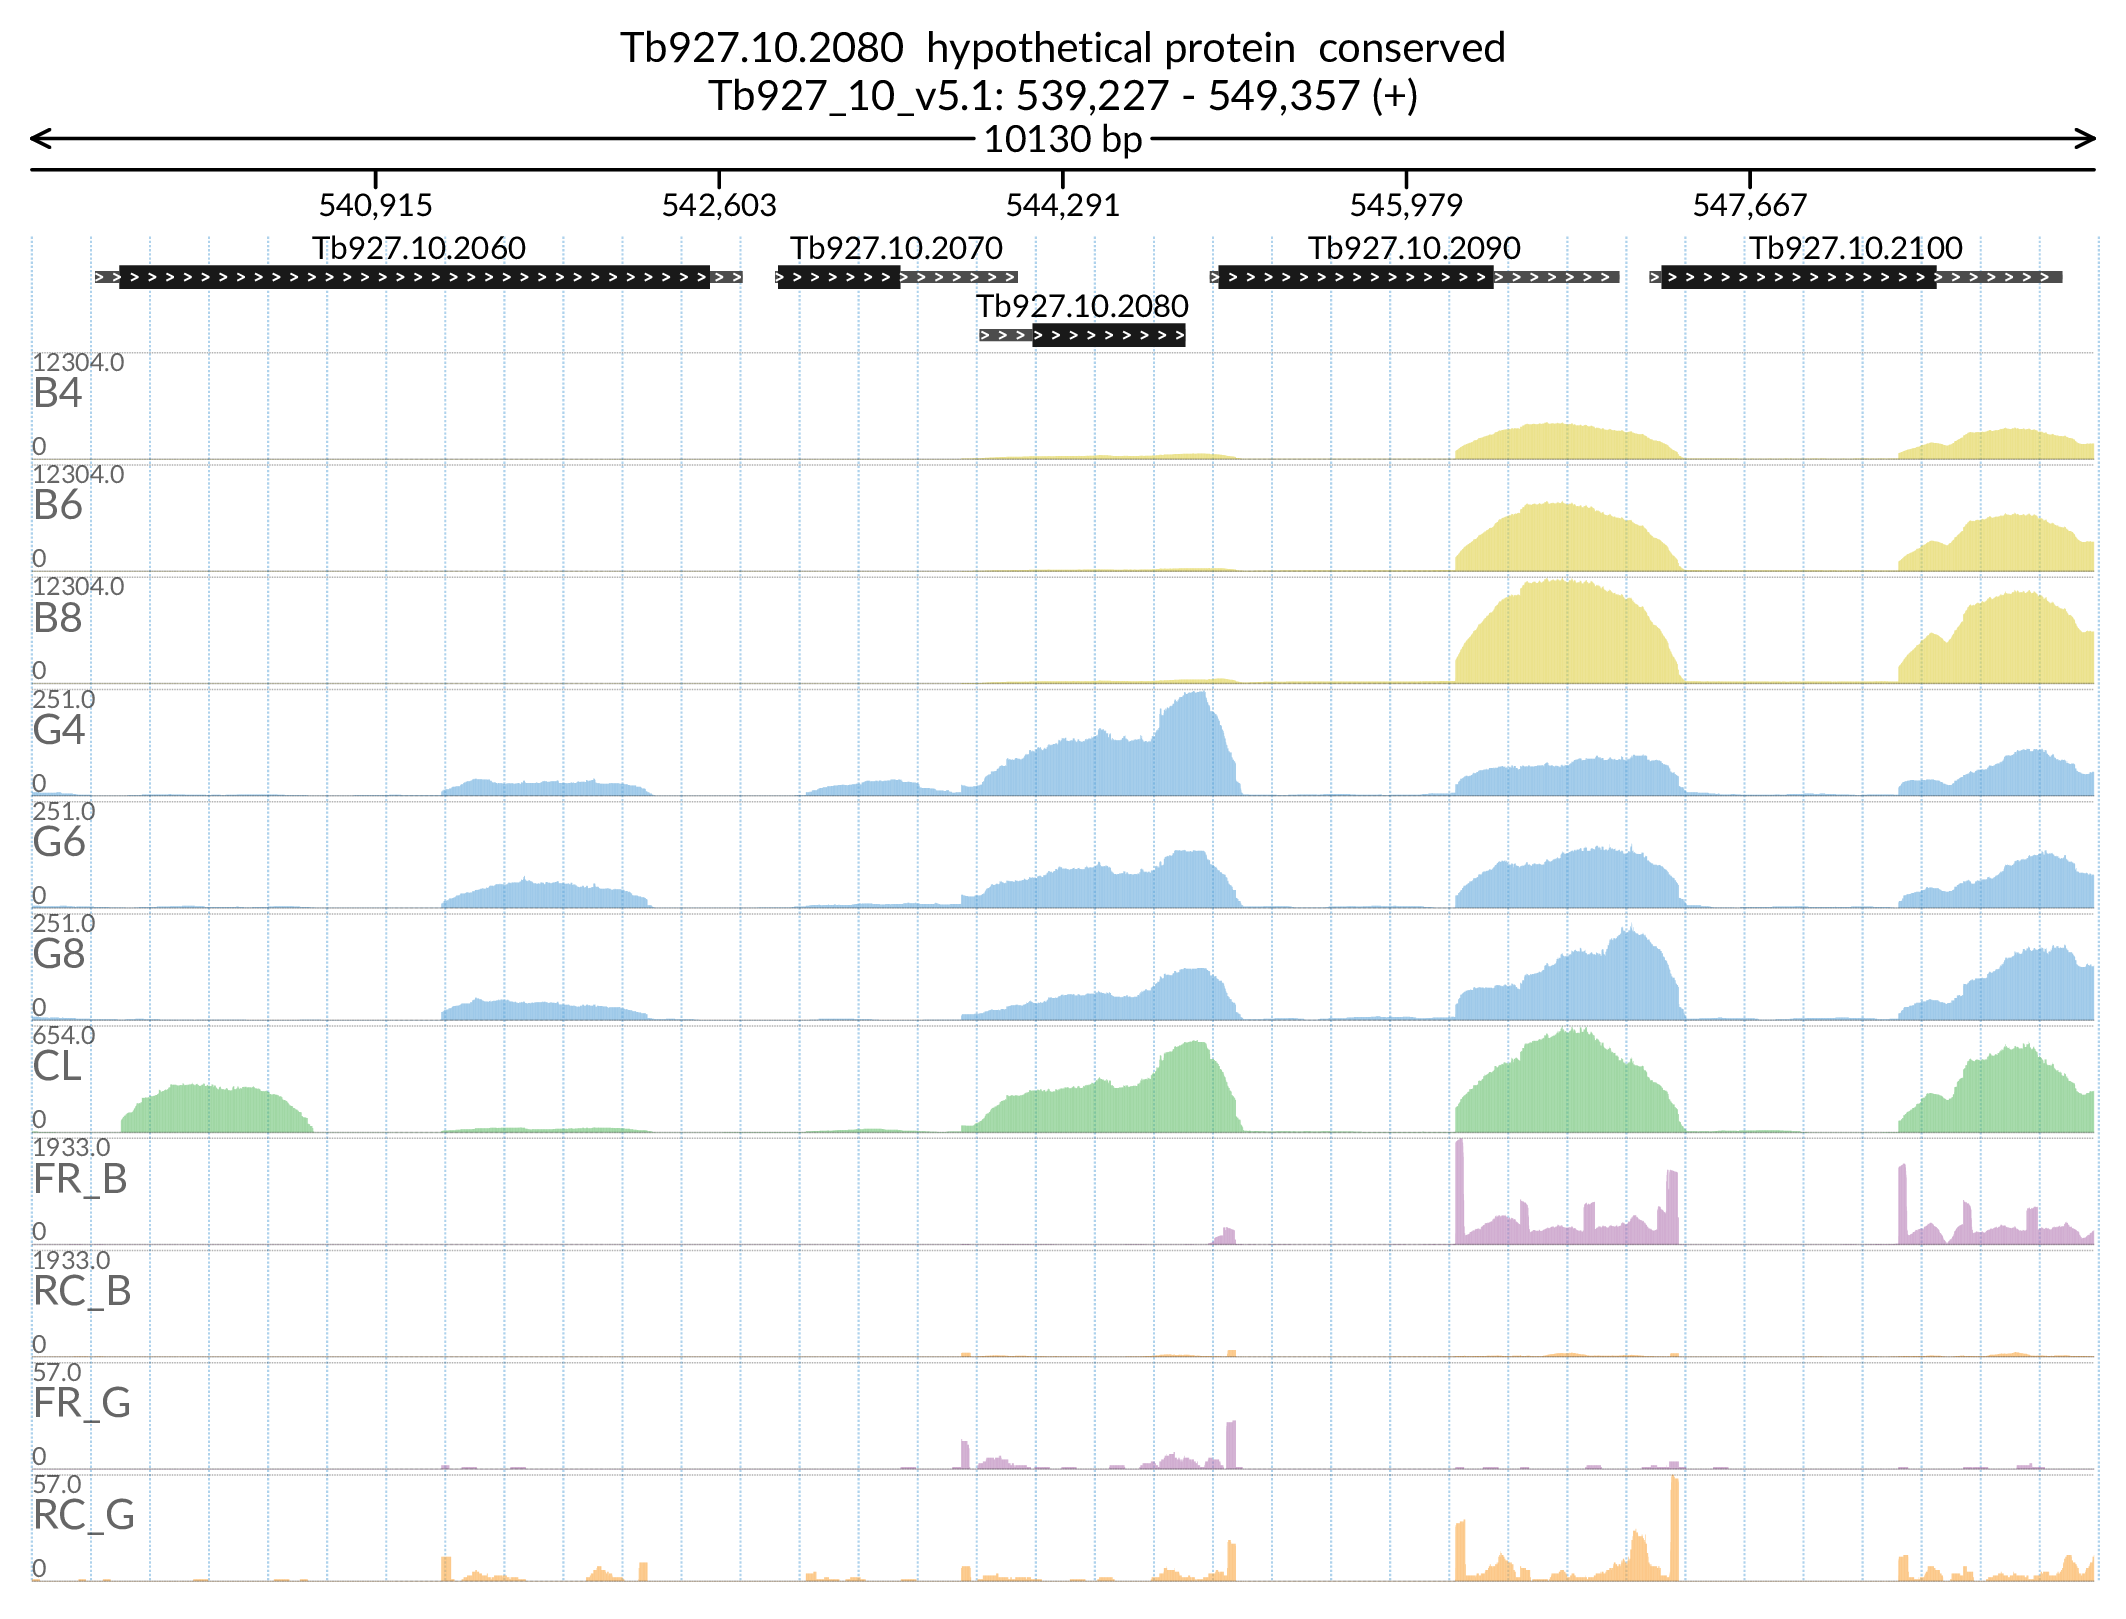 Tb927.10.2080 hypothetical protein conserved
Tb927_10_v5.1: 539,227 - 549,357 (+)
10130 bp
540,915 542,603 544,291 545,979 547,667
Tb927.10.2060 Tb927.10.2070 Tb927.10.2090 Tb927.10.2100
Tb927.10.2080
12304.0
B4
0
12304.0
B6
0
12304.0
B8
0
251.0
G4
0
251.0
G6
0
251.0
G8
0
654.0
CL
0
1933.0
FR_B
0
1933.0
RC_B
0
57.0
FR_G
0
57.0
RC_G
0